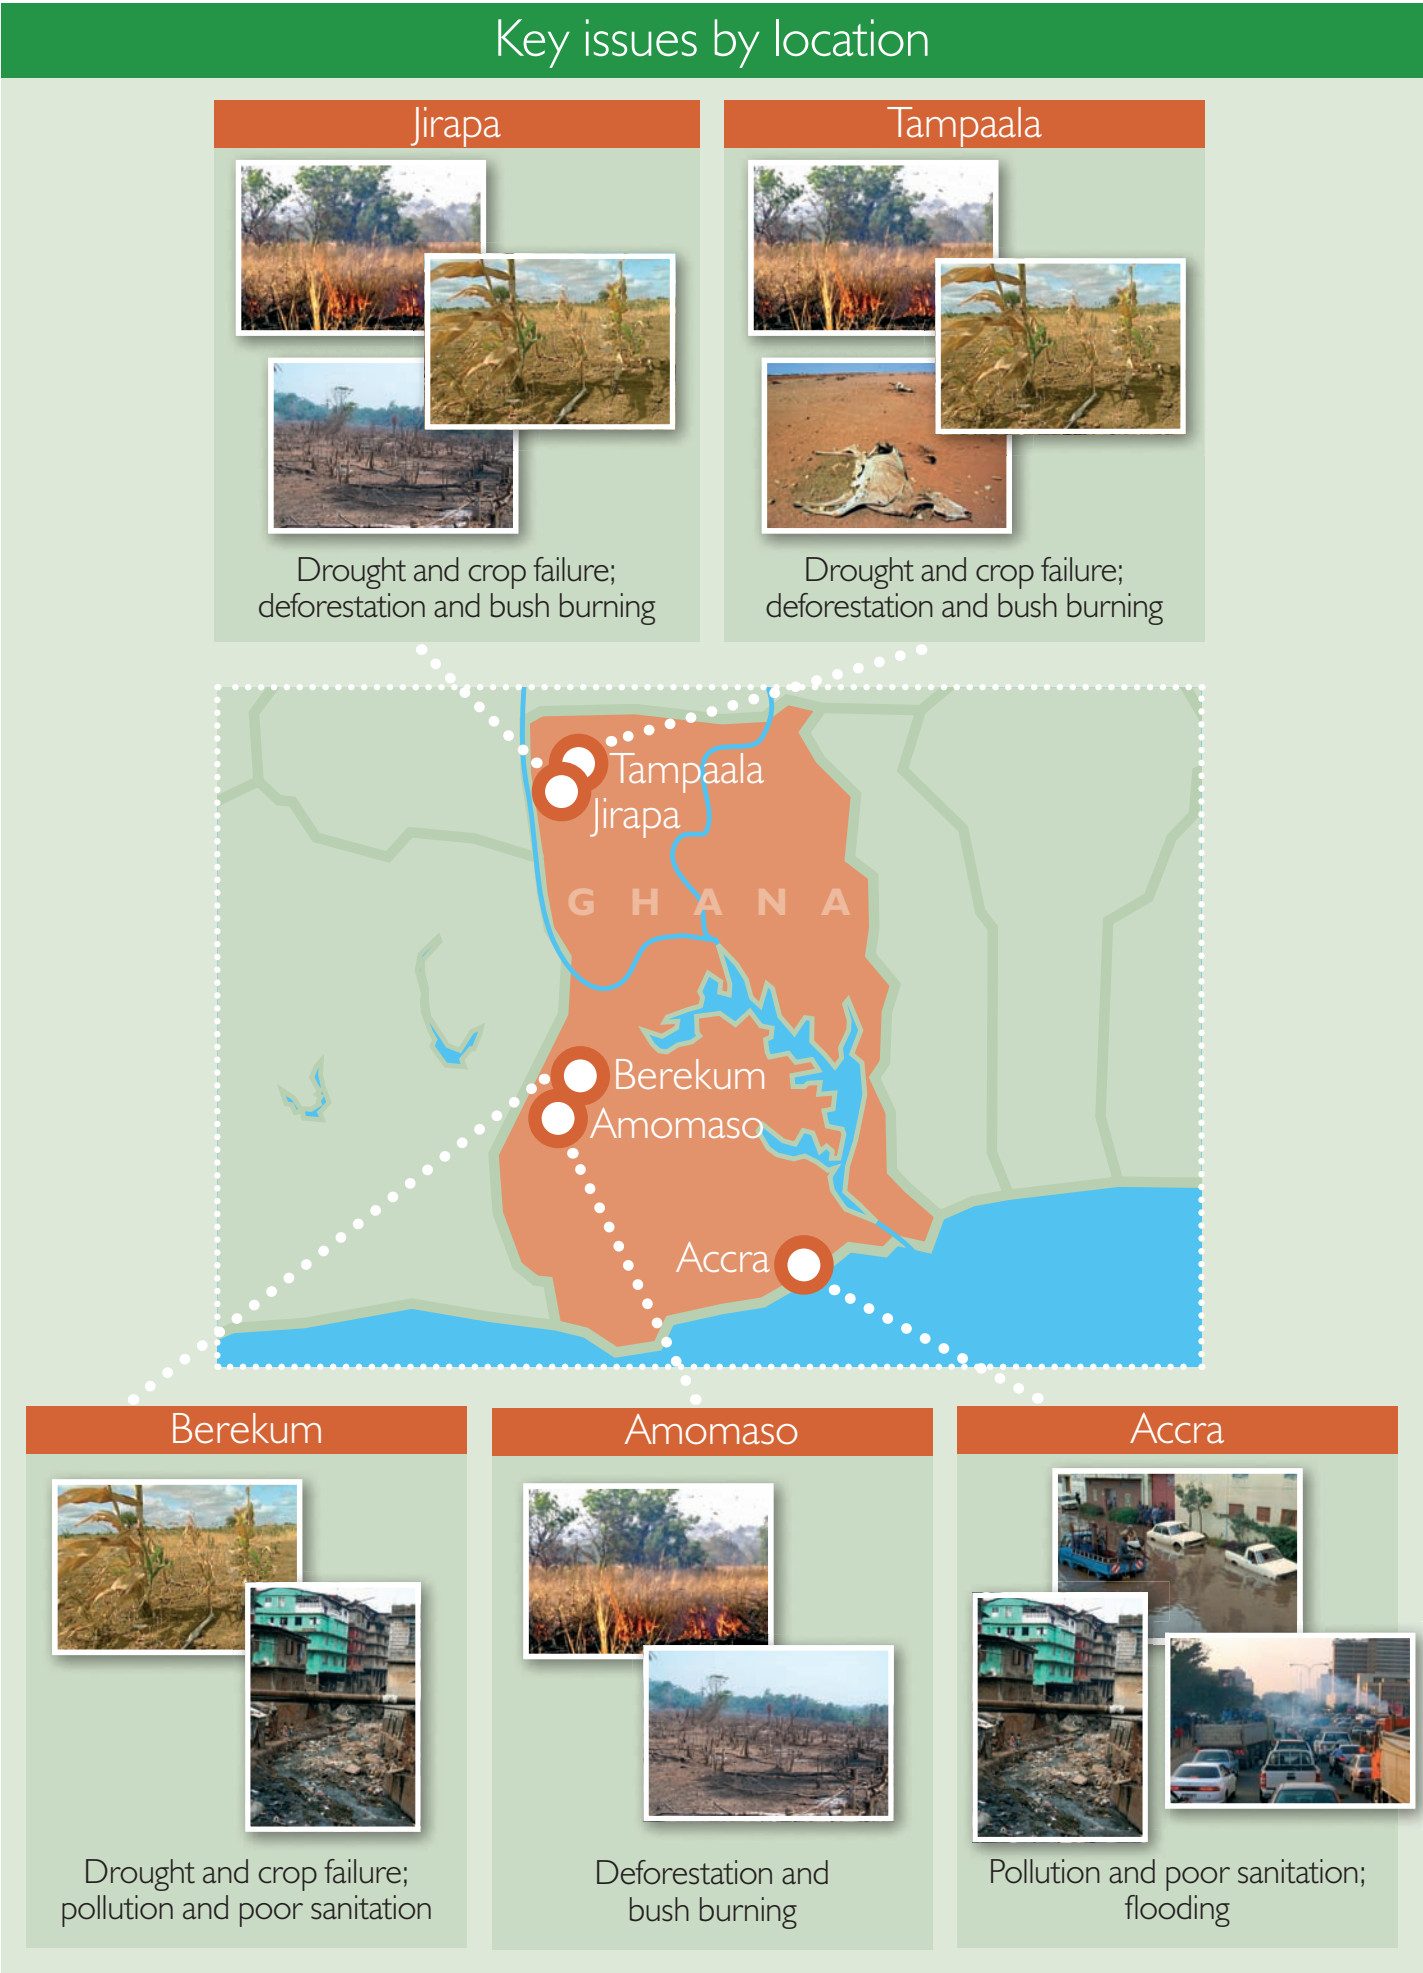 Key issues by location
Jirapa
Tampaala
Drought and crop failure;
deforestation and bush burning
Drought and crop failure;
deforestation and bush burning
Tampaala
Jirapa
GHANA
Berekum
Amomaso
Accra
Berekum
Amomaso
Accra
Drought and crop failure;
pollution and poor sanitation
Deforestation and
bush burning
Pollution and poor sanitation;
flooding